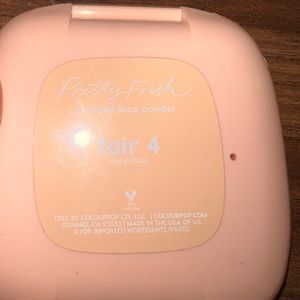 Pretty Fresh
face powder
fair 4
DIST. BY COLOURPOP CO, LLC. | COLOURPOP.COM
OXNARD, CA 93033 | MADE IN THE USA OF US
&/OR IMPORTED INGREDIENTS/PARTS